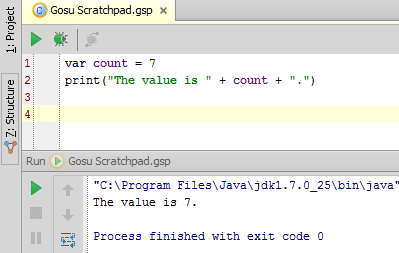 Gosu Scratchpad.gsp
1: Project
Z: Structure
1 var count = 7
2 print("The value is " + count + ".")
3
4
Run Gosu Scratchpad.gsp
"C:\Program Files\Java\jdk1.7.0_25\bin\java"
The value is 7.
Process finished with exit code 0